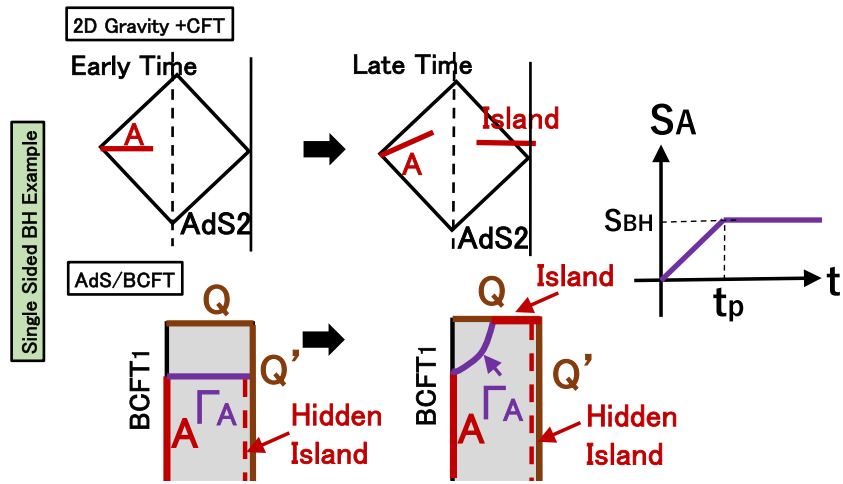 2D Gravity +CFT
Early Time
A
AdS2
Late Time
Island
A
AdS2
Single Sided BH Example
SA
SBH
tp
t
AdS/BCFT
Q
BCFT1
Q’
ΓA
A
Hidden
Island
Q
Island
BCFT1
Q’
ΓA
A
Hidden
Island